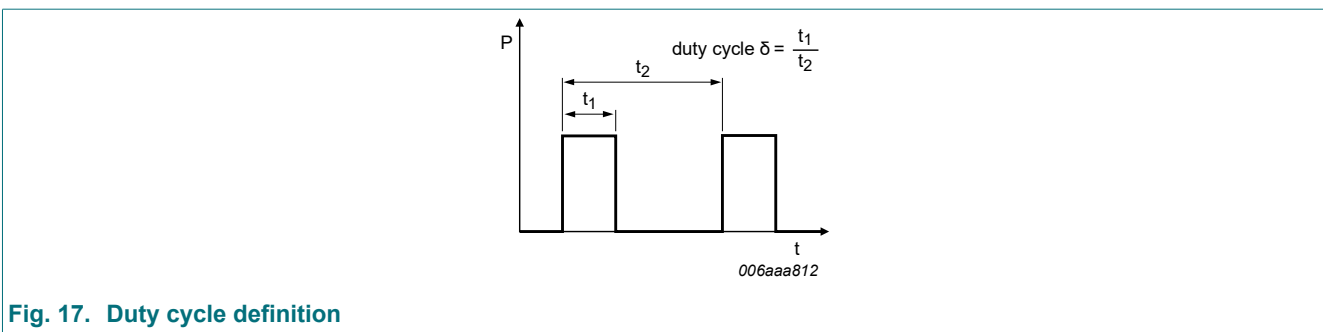 P
duty cycle δ = t1/t2
t2
t1
t
006aaa812
Fig. 17. Duty cycle definition